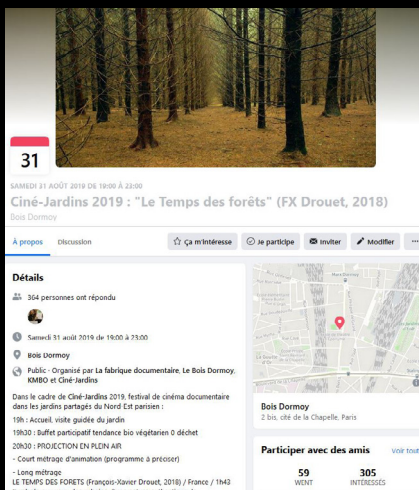 31
SAMEDI 31 AOÛT 2019 DE 19:00 À 23:00
Ciné-Jardins 2019 : "Le Temps des forêts" (FX Drouet, 2018)
Bois Dormoy
À propos Discussion Ça m'intéresse Je participe Inviter Modifier ...
Détails
364 personnes ont répondu
Samedi 31 août 2019 de 19:00 à 23:00
Bois Dormoy
Public · Organisé par La fabrique documentaire, Le Bois Dormoy,
KMBO et Ciné-Jardins
Dans le cadre de Ciné-Jardins 2019, festival de cinéma documentaire
dans les jardins partagés du Nord-Est parisien :
19h : Accueil, visite guidée du jardin
19h30 : Buffet participatif tendance bio végétarien 0 déchet
20h30 : PROJECTION EN PLEIN AIR
- Court métrage d'animation (programme à préciser)
- Long métrage
LE TEMPS DES FORETS (François-Xavier Drouet, 2018) / France / 1h43
Bois Dormoy
2 bis, cité de la Chapelle, Paris
Participer avec des amis voir tout
59 305
WENT INTÉRESSÉS